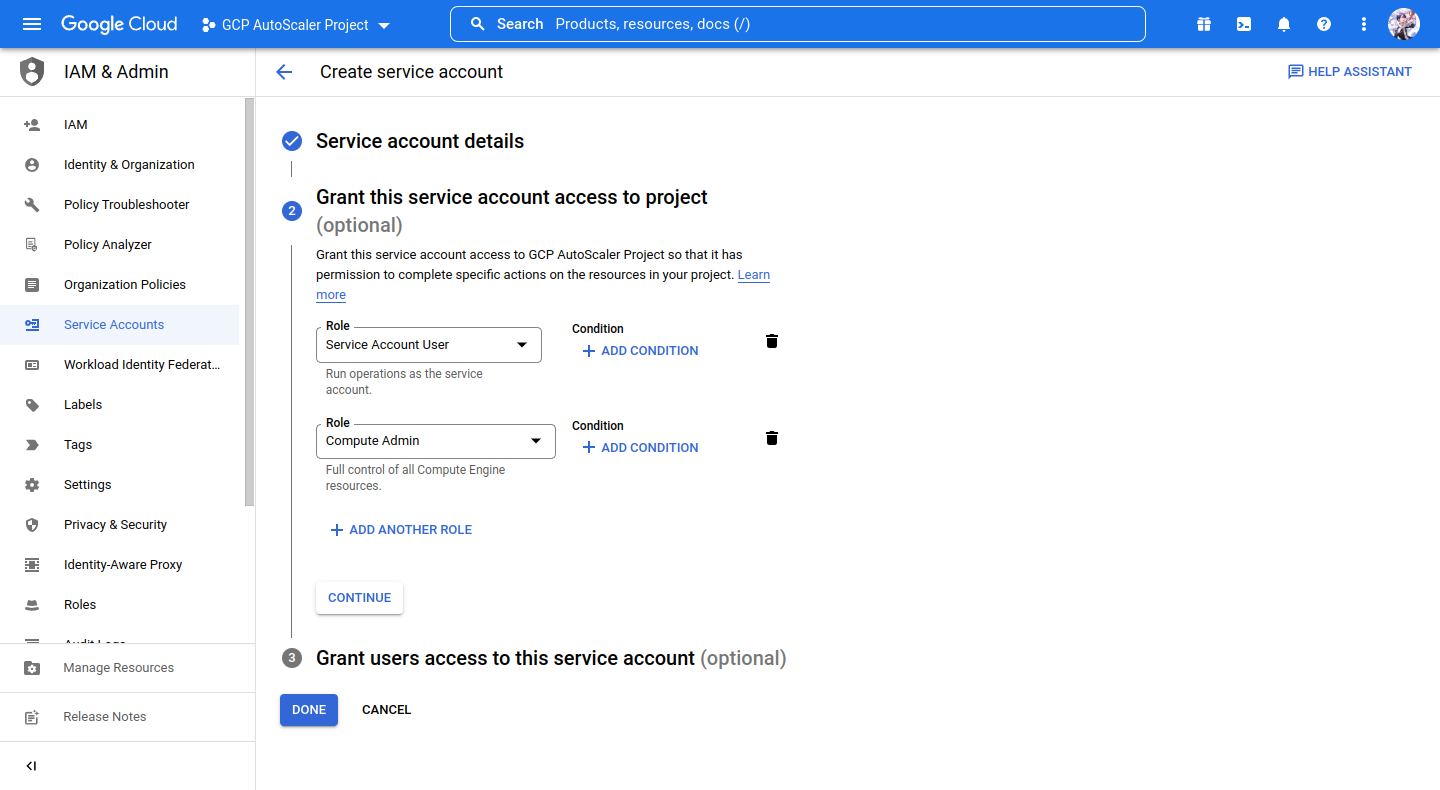 Google Cloud
GCP AutoScaler Project
Search Products, resources, docs (/)
IAM & Admin
Create service account
HELP ASSISTANT
IAM
Identity & Organization
Policy Troubleshooter
Policy Analyzer
Organization Policies
Service Accounts
Workload Identity Federat...
Labels
Tags
Settings
Privacy & Security
Identity-Aware Proxy
Roles
Audit Logs
Manage Resources
Release Notes
Service account details
2
Grant this service account access to project
(optional)
Grant this service account access to GCP AutoScaler Project so that it has
permission to complete specific actions on the resources in your project. Learn
more
Role
Service Account User
Run operations as the service
account.
Condition
ADD CONDITION
Role
Compute Admin
Full control of all Compute Engine
resources.
Condition
ADD CONDITION
ADD ANOTHER ROLE
CONTINUE
3
Grant users access to this service account (optional)
DONE
CANCEL